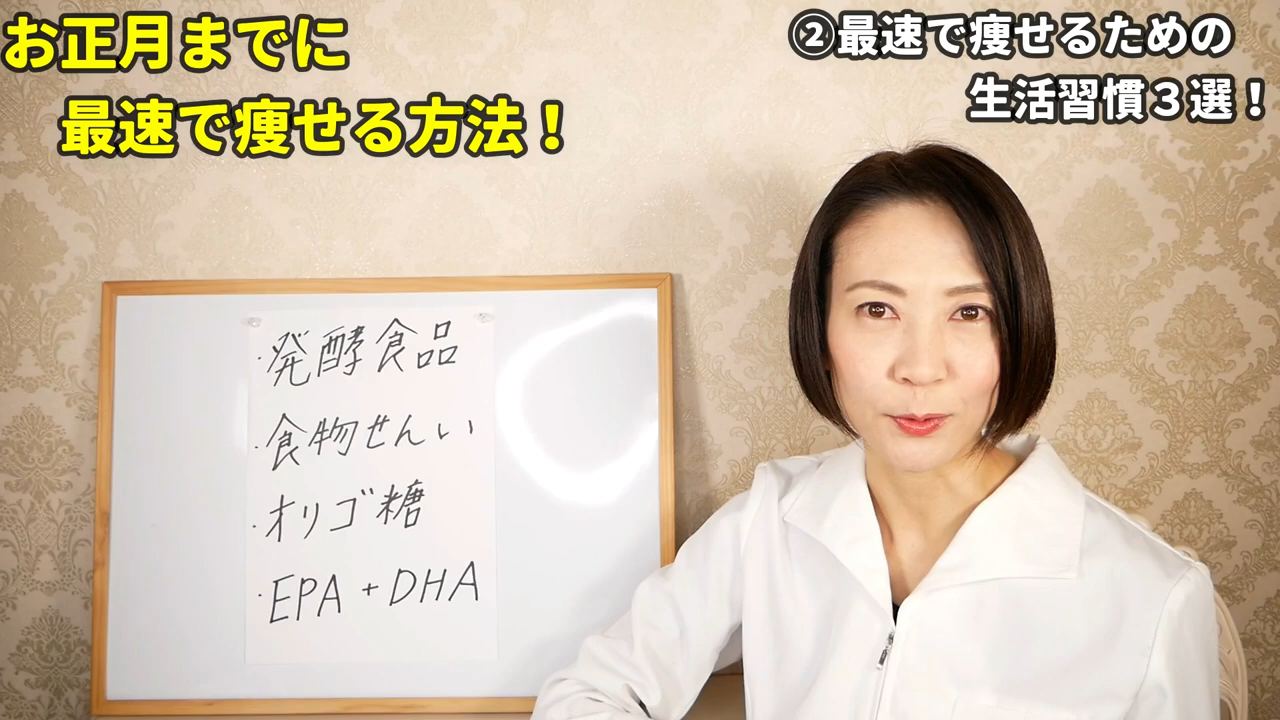 お正月までに
最速で痩せる方法！
②最速で痩せるための
生活習慣３選！
・発酵食品
・食物せんい
・オリゴ糖
・EPA+DHA